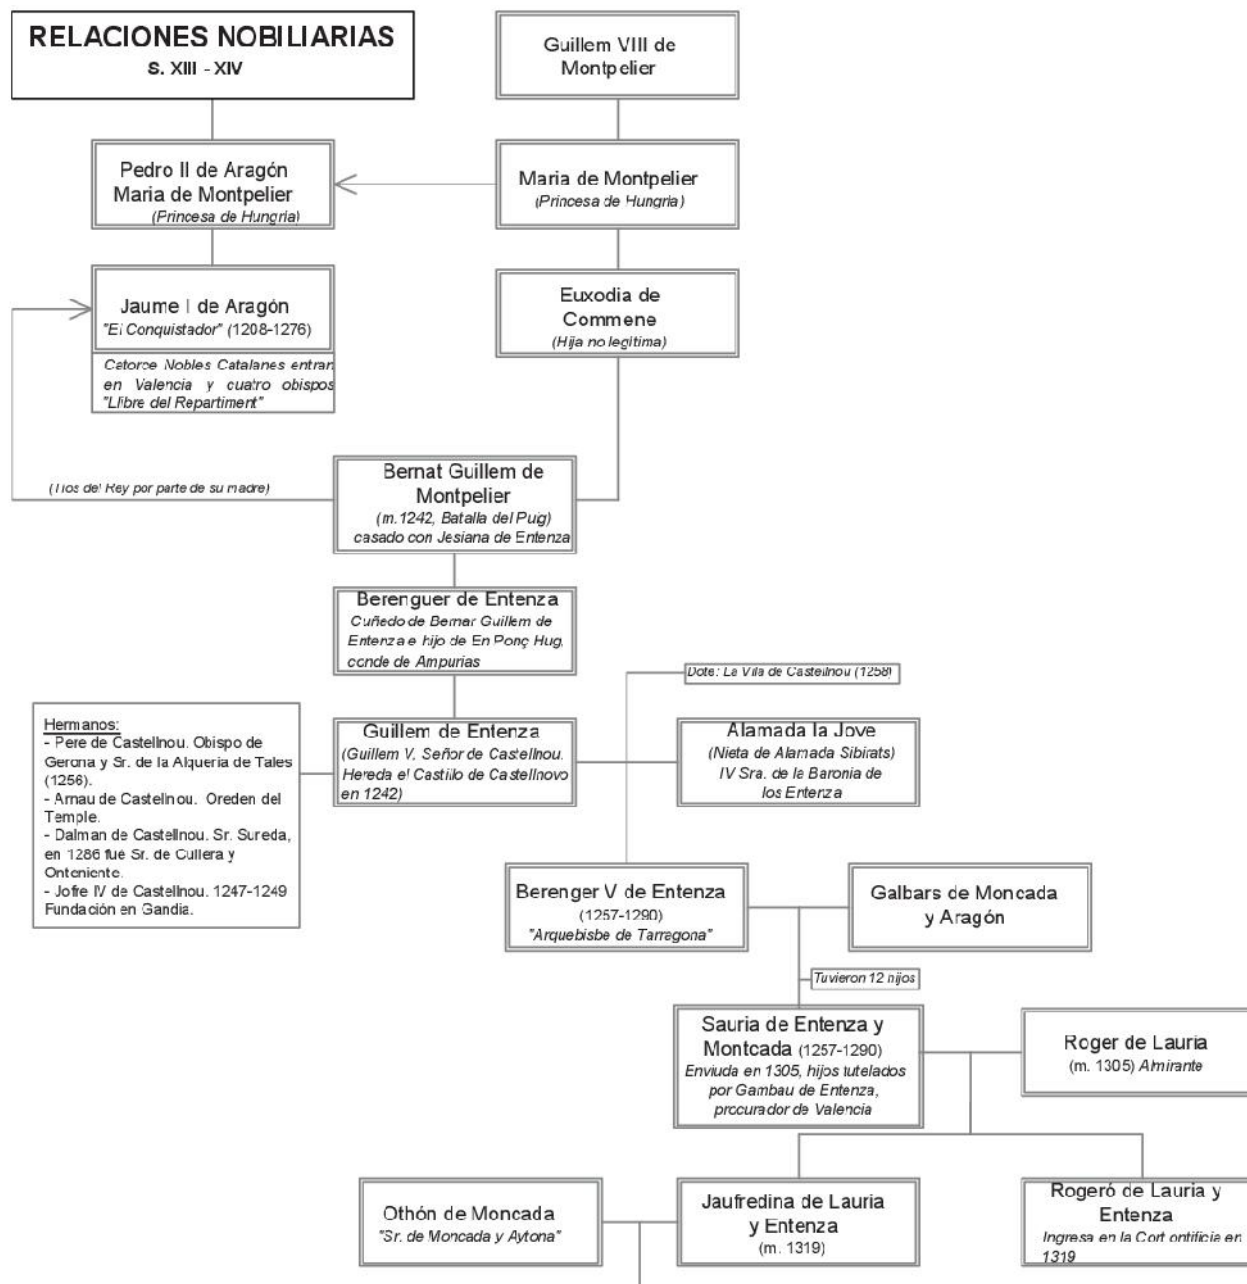 RELACIONES NOBILIARIAS
S. XIII - XIV
Guillem VIII de
Montpelier
Pedro II de Aragón
Maria de Montpelier
(Princesa de Hungria)
Maria de Montpelier
(Princesa de Hungria)
Jaume I de Aragón
"El Conquistador" (1208-1276)
Catorce Nobles Catalanes entran
en Valencia y cuatro obispos
"Llibre del Repartiment"
Euxodia de
Commene
(Hija no legitima)
(Tios del Rey por parte de su madre)
Bernat Guillem de
Montpelier
(m.1242, Batalla del Puig)
casado con Jesiana de Entenza
Berenguer de Entenza
Cuñedo de Bernar Guillem de
Entenza e hijo de En Ponç Hug,
conde de Ampurias
Dote: La Vila de Castellnou (1258)
Hermanos:
- Pere de Castellnou. Obispo de
Gerona y Sr. de la Alqueria de Tales
(1256).
- Arnau de Castellnou. Oreden del
Temple.
- Dalman de Castellnou. Sr. Sureda,
en 1286 fue Sr. de Cullera y
Onteniente.
- Jofre IV de Castellnou. 1247-1249
Fundación en Gandia.
Guillem de Entenza
(Guillem V, Señor de Castellnou.
Hereda el Castillo de Castellnovo
en 1242)
Alamada la Jove
(Nieta de Alamada Sibirats)
IV Sra. de la Baronia de
los Entenza
Berenger V de Entenza
(1257-1290)
"Arquebisbe de Tarragona"
Galbars de Moncada
y Aragón
Tuvieron 12 hijos
Sauria de Entenza y
Montcada (1257-1290)
Enviuda en 1305, hijos tutelados
por Gambau de Entenza,
procurador de Valencia
Roger de Lauria
(m. 1305) Almirante
Othón de Moncada
"Sr. de Moncada y Aytona"
Jaufredina de Lauria
y Entenza
(m. 1319)
Rogeró de Lauria y
Entenza
Ingresa en la Cort ontificia en
1319